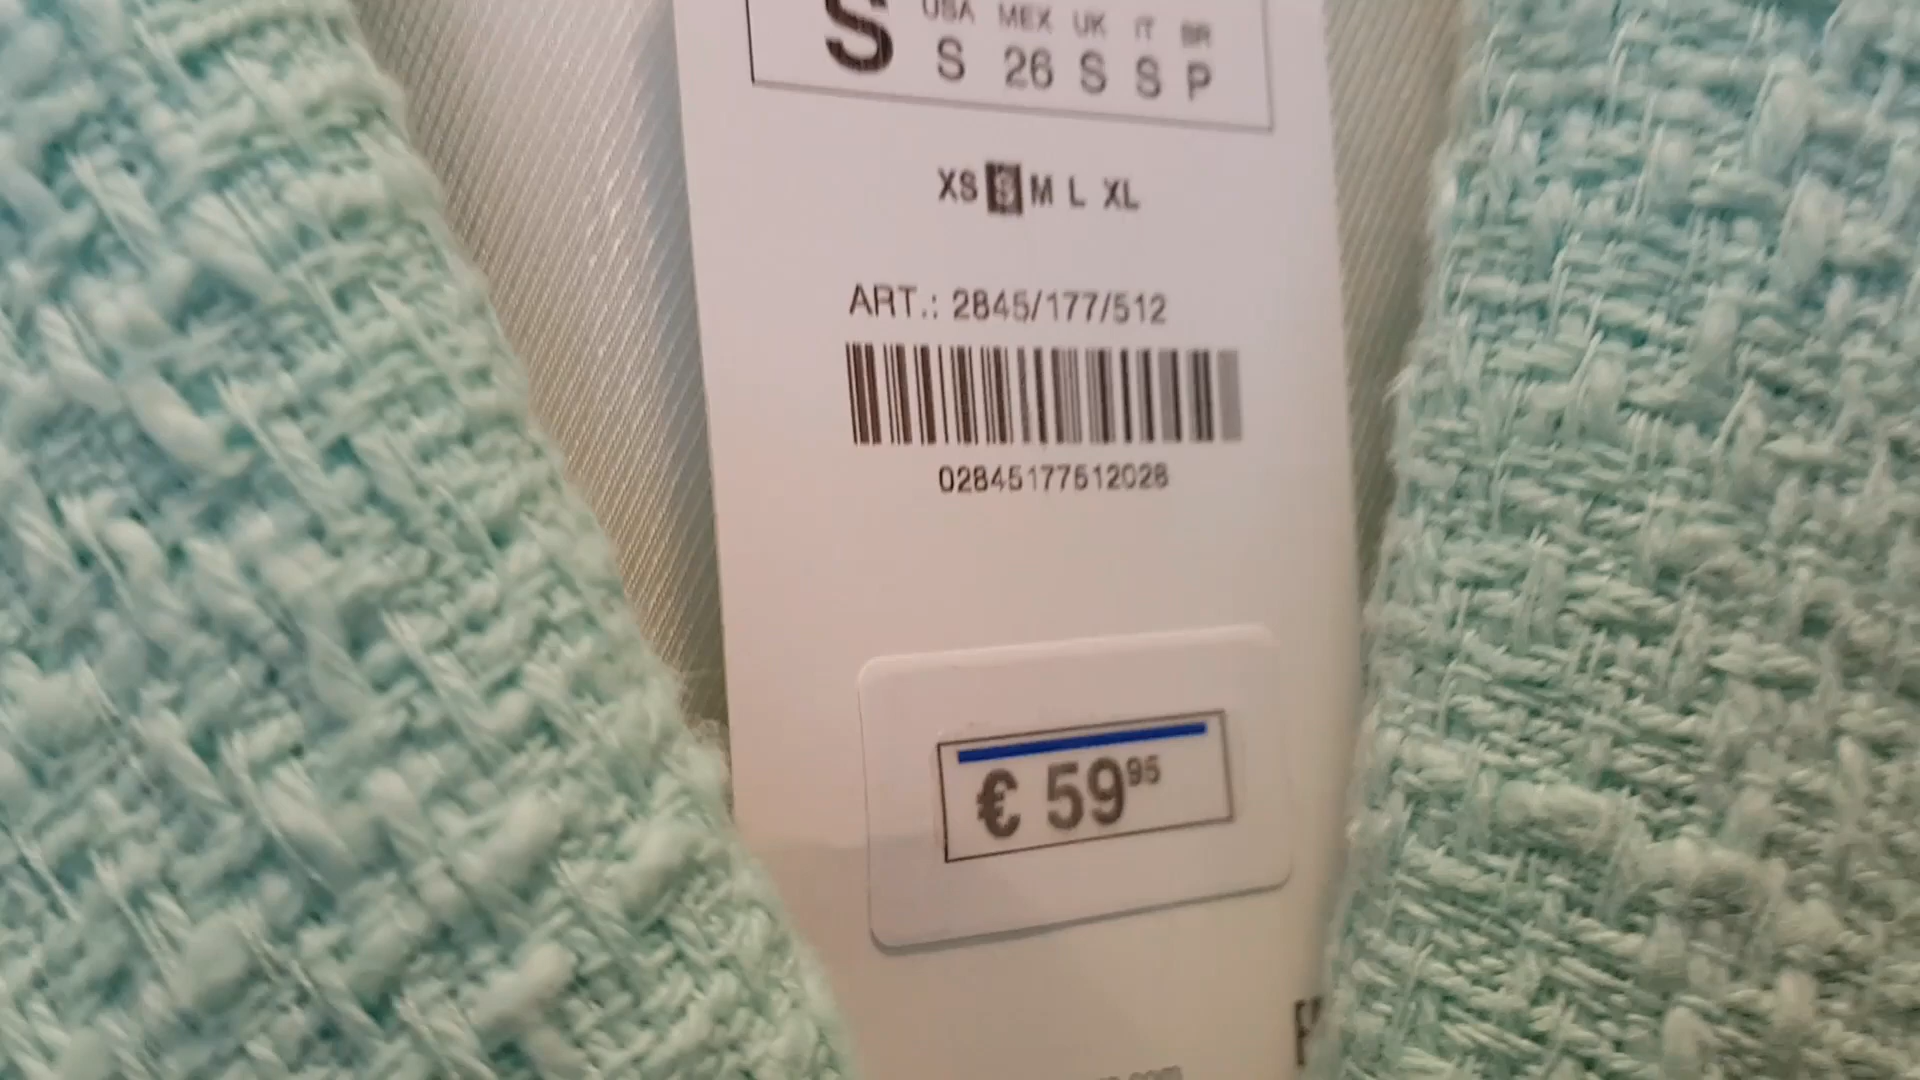 S USA MEX UK IT BR
S 26 S S P
XS S M L XL
ART.: 2845/177/512
02845177512028
€ 59 95